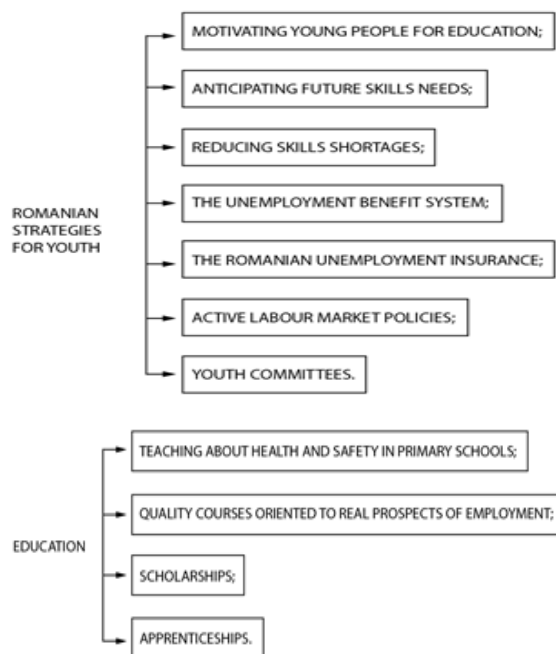 MOTIVATING YOUNG PEOPLE FOR EDUCATION;
ANTICIPATING FUTURE SKILLS NEEDS;
REDUCING SKILLS SHORTAGES;
ROMANIAN
STRATEGIES
FOR YOUTH
THE UNEMPLOYMENT BENEFIT SYSTEM;
THE ROMANIAN UNEMPLOYMENT INSURANCE;
ACTIVE LABOUR MARKET POLICIES;
YOUTH COMMITTEES.
TEACHING ABOUT HEALTH AND SAFETY IN PRIMARY SCHOOLS;
QUALITY COURSES ORIENTED TO REAL PROSPECTS OF EMPLOYMENT;
EDUCATION
SCHOLARSHIPS;
APPRENTICESHIPS.